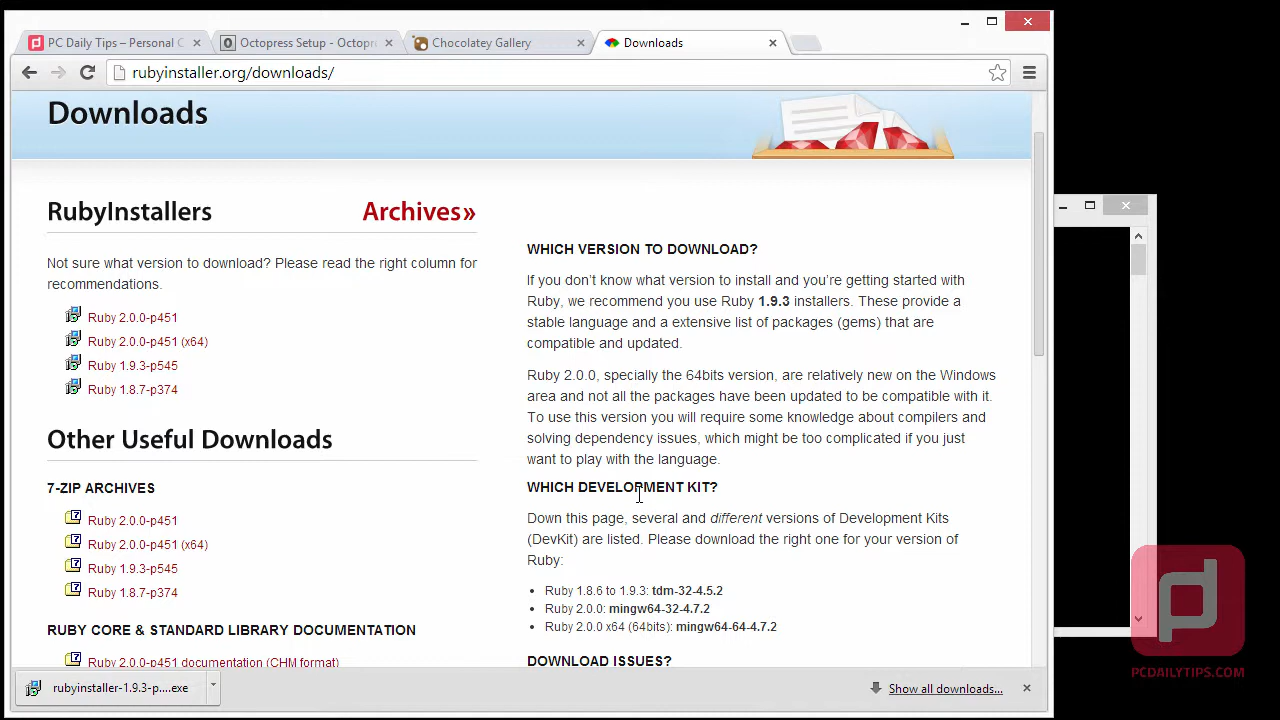 PC Daily Tips – Personal C
Octopress Setup - Octopr
Chocolatey Gallery
Downloads
rubyinstaller.org/downloads/
Downloads
RubyInstallers
Archives»
Not sure what version to download? Please read the right column for
recommendations.
Ruby 2.0.0-p451
Ruby 2.0.0-p451 (x64)
Ruby 1.9.3-p545
Ruby 1.8.7-p374
Other Useful Downloads
7-ZIP ARCHIVES
Ruby 2.0.0-p451
Ruby 2.0.0-p451 (x64)
Ruby 1.9.3-p545
Ruby 1.8.7-p374
RUBY CORE & STANDARD LIBRARY DOCUMENTATION
Ruby 2.0.0-p451 documentation (CHM format)
WHICH VERSION TO DOWNLOAD?
If you don’t know what version to install and you’re getting started with
Ruby, we recommend you use Ruby 1.9.3 installers. These provide a
stable language and a extensive list of packages (gems) that are
compatible and updated.
Ruby 2.0.0, specially the 64bits version, are relatively new on the Windows
area and not all the packages have been updated to be compatible with it.
To use this version you will require some knowledge about compilers and
solving dependency issues, which might be too complicated if you just
want to play with the language.
WHICH DEVELOPMENT KIT?
Down this page, several and different versions of Development Kits
(DevKit) are listed. Please download the right one for your version of
Ruby:
• Ruby 1.8.6 to 1.9.3: tdm-32-4.5.2
• Ruby 2.0.0: mingw64-32-4.7.2
• Ruby 2.0.0 x64 (64bits): mingw64-64-4.7.2
DOWNLOAD ISSUES?
rubyinstaller-1.9.3-p....exe
Show all downloads...
PCDAILYTIPS.COM